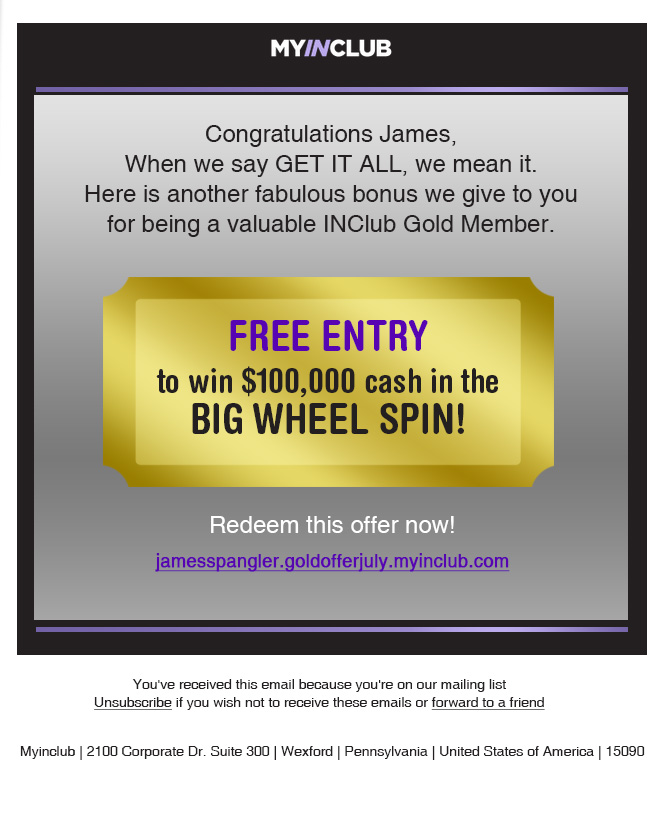 MYINCLUB
Congratulations James,
When we say GET IT ALL, we mean it.
Here is another fabulous bonus we give to you
for being a valuable INClub Gold Member.
FREE ENTRY
to win $100,000 cash in the
BIG WHEEL SPIN!
Redeem this offer now!
jamesspangler.goldofferjuly.myinclub.com
You've received this email because you're on our mailing list
Unsubscribe if you wish not to receive these emails or forward to a friend
Myinclub | 2100 Corporate Dr. Suite 300 | Wexford | Pennsylvania | United States of America | 15090